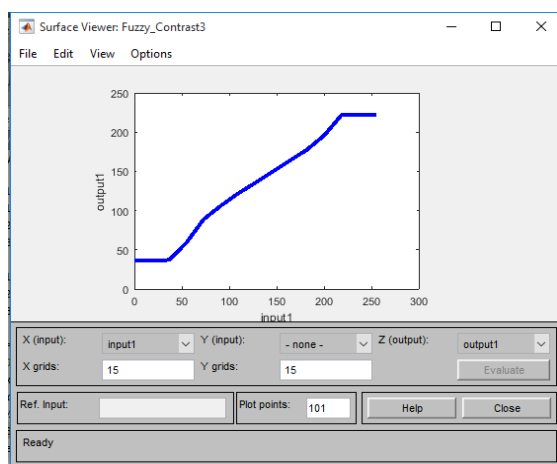 Surface Viewer: Fuzzy_Contrast3
File Edit View Options
250
200
150
100
50
0
output1
0 50 100 150 200 250 300
input1
X (input): input1 Y (input): - none - Z (output): output1
X grids: 15 Y grids: 15 Evaluate
Ref. Input: Plot points: 101 Help Close
Ready